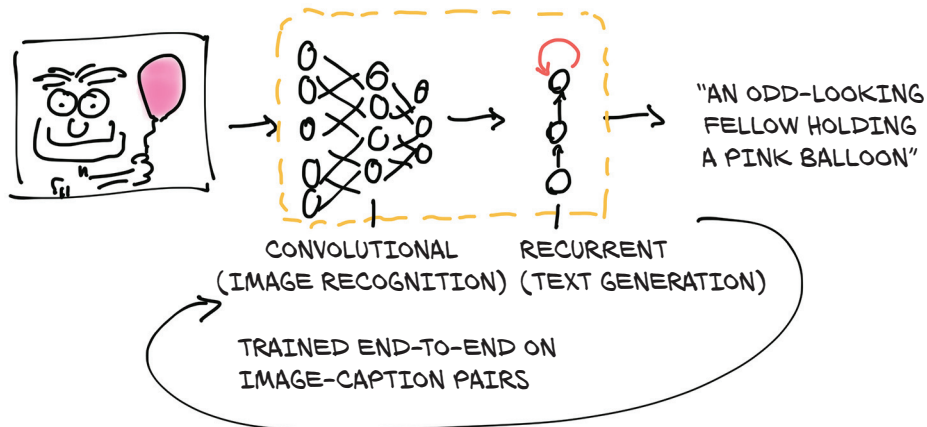 "AN ODD-LOOKING
FELLOW HOLDING
A PINK BALLOON"
CONVOLUTIONAL
(IMAGE RECOGNITION)
RECURRENT
(TEXT GENERATION)
TRAINED END-TO-END ON
IMAGE-CAPTION PAIRS